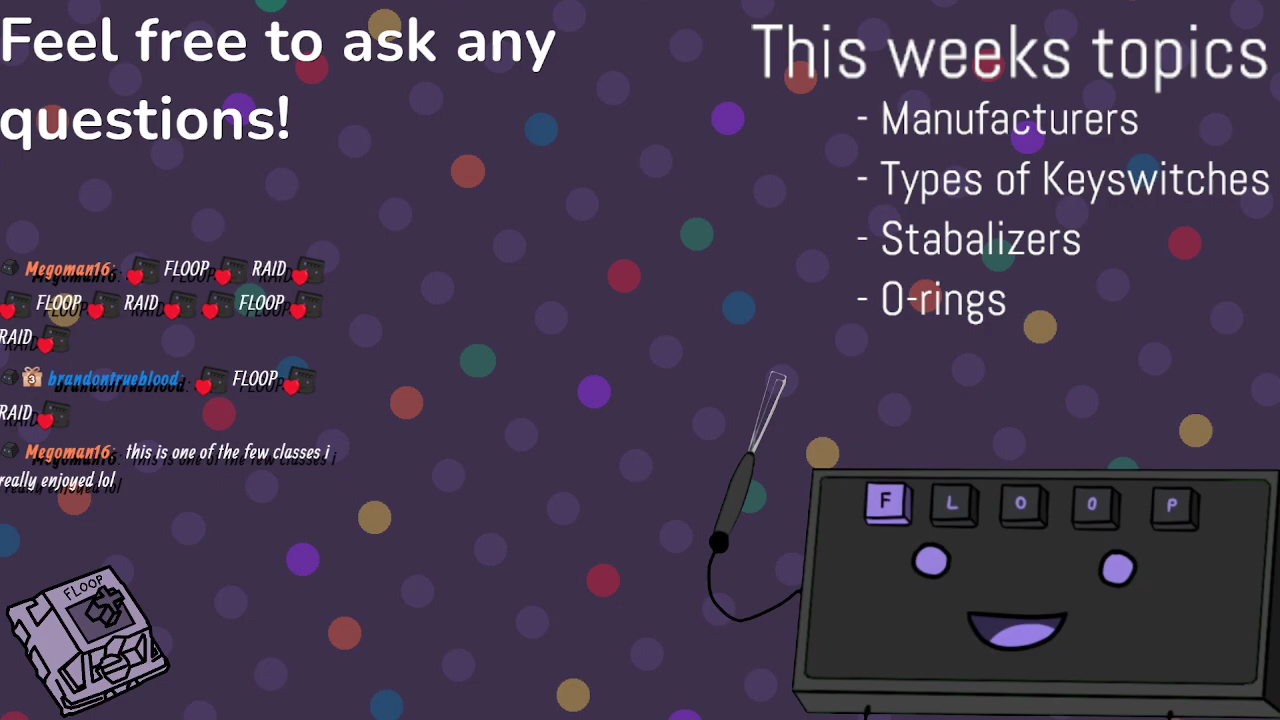 Feel free to ask any
questions!
This weeks topics
- Manufacturers
- Types of Keyswitches
- Stabalizers
- O-rings
Megoman16: FLOOP RAID
FLOOP RAID FLOOP
RAID
3 brandontrueblood: FLOOP
RAID
Megoman16: this is one of the few classes i
really enjoyed lol
FLOOP
F L O O P